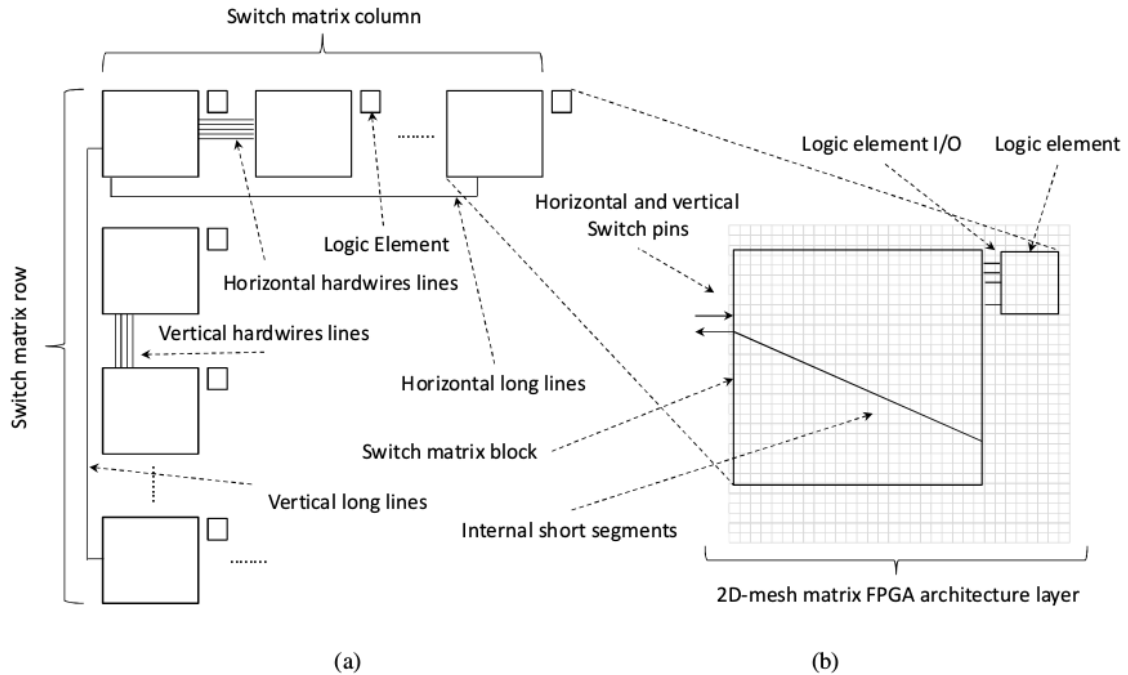 Switch matrix column
Switch matrix row
Logic Element
Horizontal hardwires lines
Vertical hardwires lines
Horizontal long lines
Vertical long lines
(a)
Logic element I/O
Logic element
Horizontal and vertical
Switch pins
Switch matrix block
Internal short segments
2D-mesh matrix FPGA architecture layer
(b)